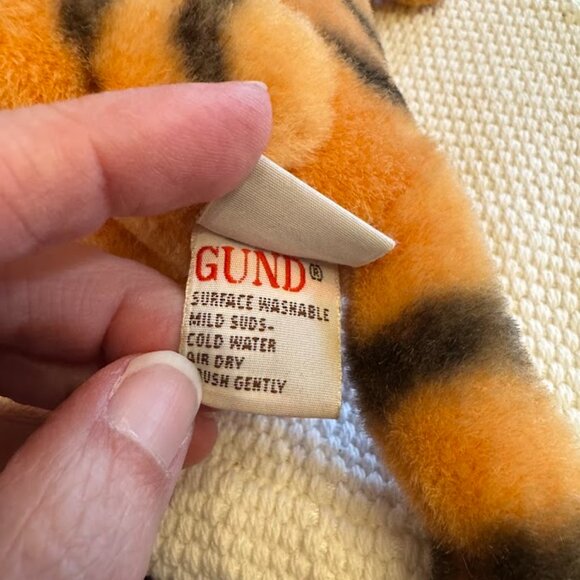 GUND®
SURFACE WASHABLE
MILD SUDS-
COLD WATER
AIR DRY
GENTLY